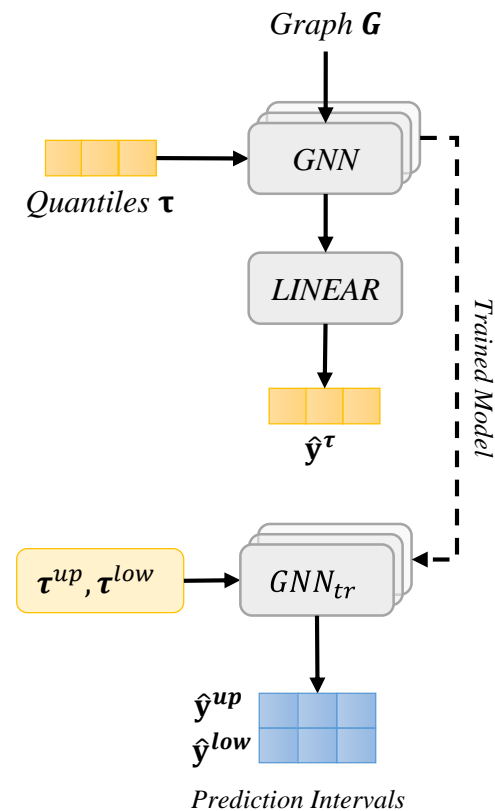 Graph G
GNN
Quantiles τ
LINEAR
Trained Model
ŷ^τ
τ^up, τ^low
GNN_tr
ŷ^up
ŷ^low
Prediction Intervals